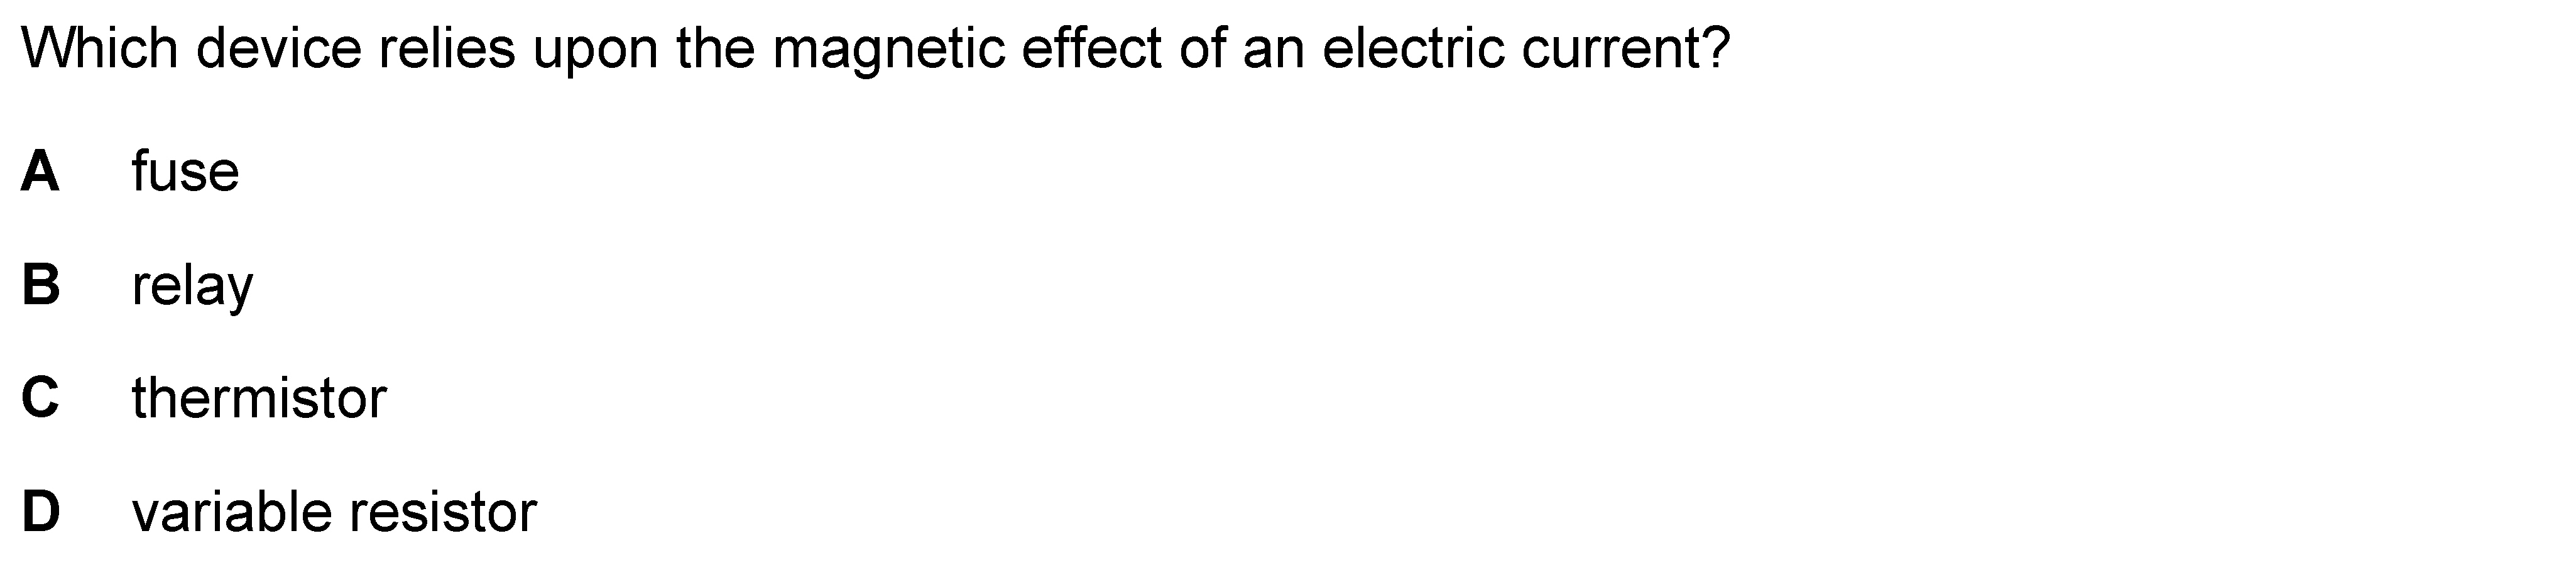 Which device relies upon the magnetic effect of an electric current?
A fuse
B relay
C thermistor
D variable resistor